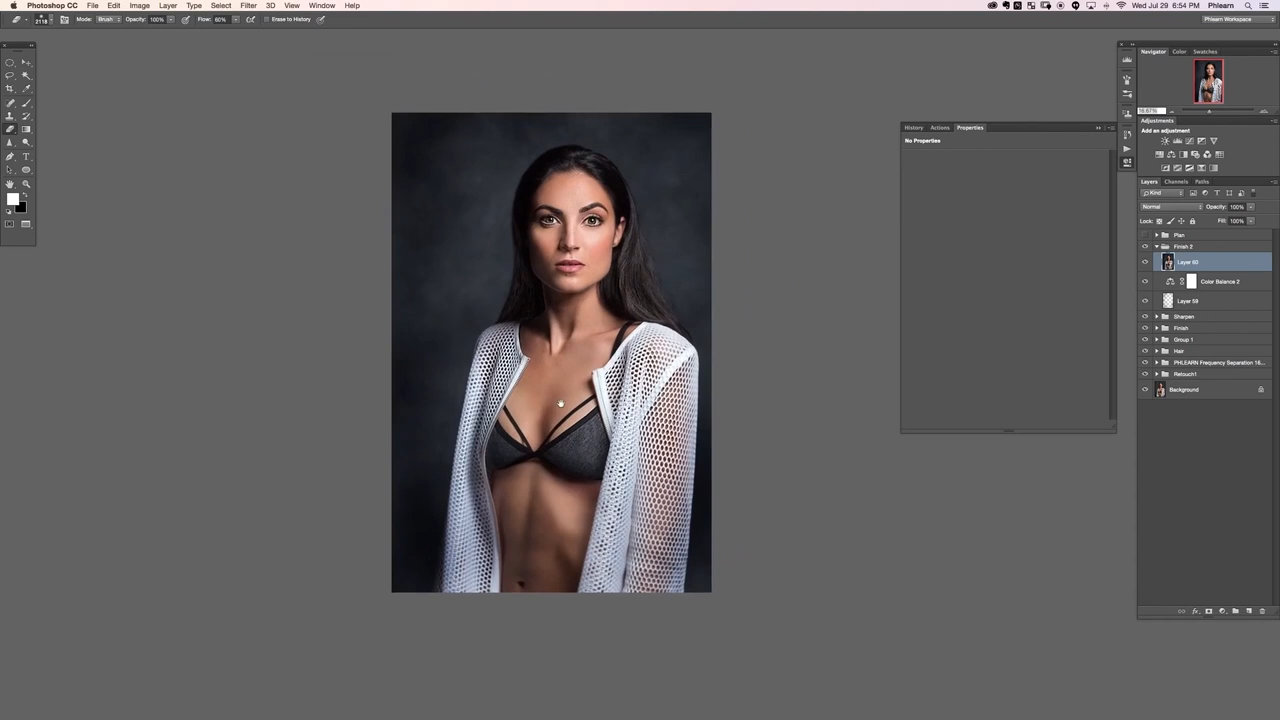 Photoshop CC File Edit Image Layer Type Select Filter 3D View Window Help
Wed Jul 29 6:54 PM Phlearn
2118 Mode: Brush Opacity: 100% Flow: 60% Erase to History Phlearn Workspace
Navigator Color Swatches
16.67%
Adjustments
Add an adjustment
History Actions Properties
No Properties
Layers Channels Paths
Kind
Normal Opacity: 100%
Lock: Fill: 100%
Plan
Finish 2
Layer 60
Color Balance 2
Layer 59
Sharpen
Finish
Group 1
Hair
PHLEARN Frequency Separation 16...
Retouch1
Background